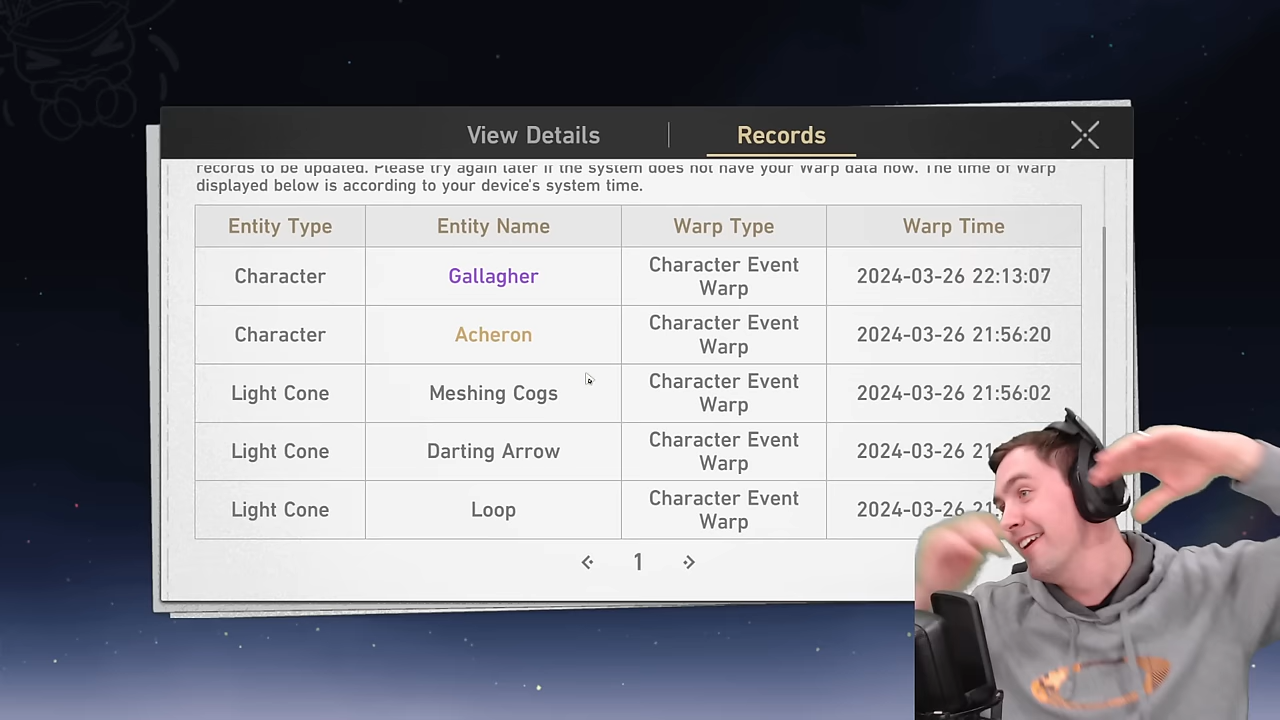 View Details
Records
records to be updated. Please try again later if the system does not have your Warp data now. The time of Warp
displayed below is according to your device's system time.
Entity Type Entity Name Warp Type Warp Time
Character Gallagher Character Event Warp 2024-03-26 22:13:07
Character Acheron Character Event Warp 2024-03-26 21:56:20
Light Cone Meshing Cogs Character Event Warp 2024-03-26 21:56:02
Light Cone Darting Arrow Character Event Warp 2024-03-26
Light Cone Loop Character Event Warp 2024-03-26
1